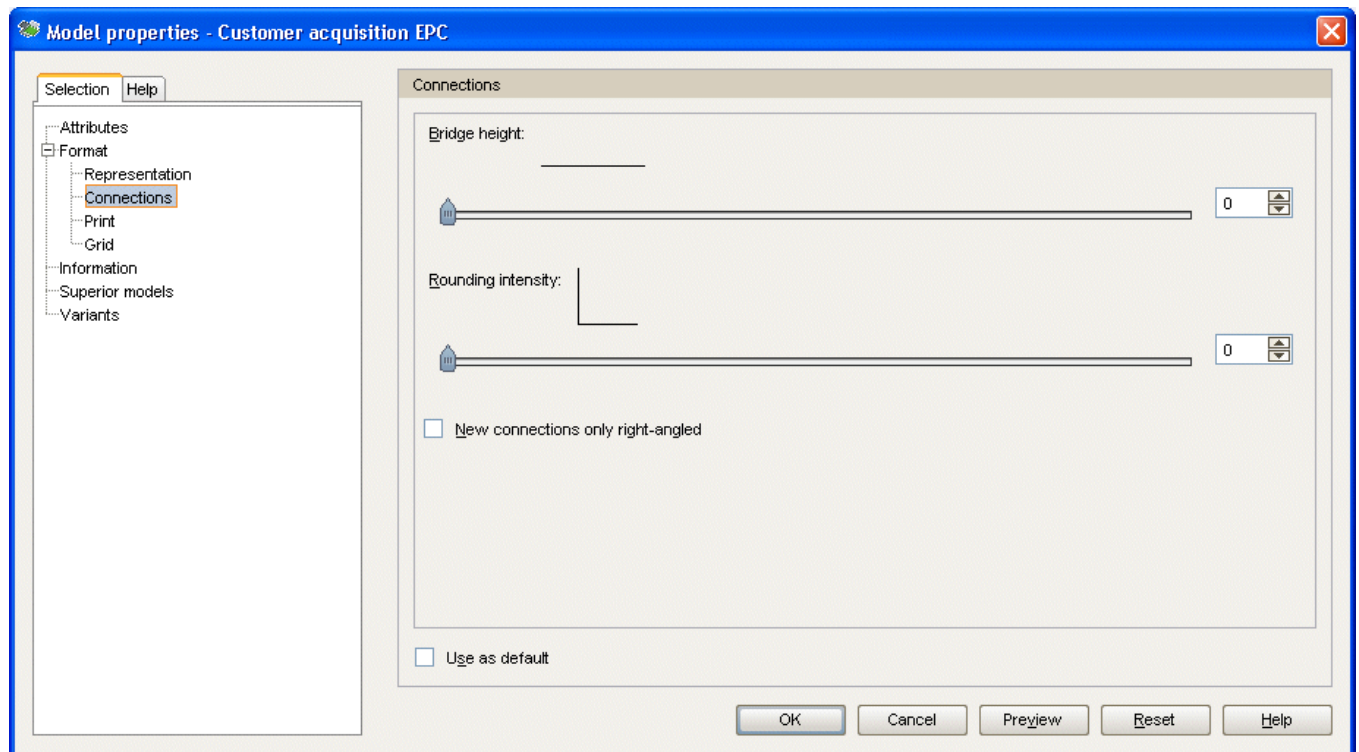 Model properties - Customer acquisition EPC
Selection Help
Attributes
Format
Representation
Connections
Print
Grid
Information
Superior models
Variants
Connections
Bridge height:
0
Rounding intensity:
0
New connections only right-angled
Use as default
OK Cancel Preview Reset Help